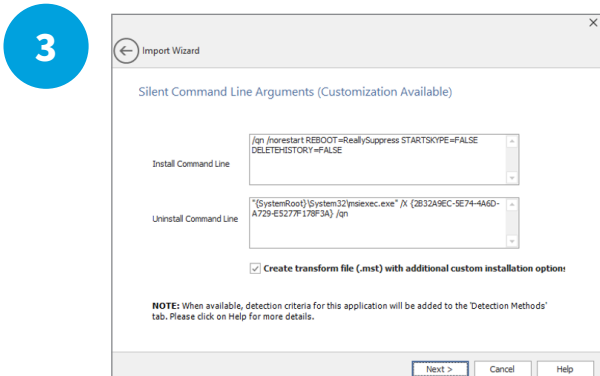 3
Import Wizard
Silent Command Line Arguments (Customization Available)
Install Command Line
/qn /norestart REBOOT=ReallySuppress STARTSKYPE=FALSE
DELETEHISTORY=FALSE
Uninstall Command Line
"{SystemRoot}\System32\msiexec.exe" /X {2B32A9EC-5E74-4A6D-
A729-E5277F178F3A} /qn
Create transform file (.mst) with additional custom installation options
NOTE: When available, detection criteria for this application will be added to the 'Detection Methods'
tab. Please click on Help for more details.
Next >
Cancel
Help